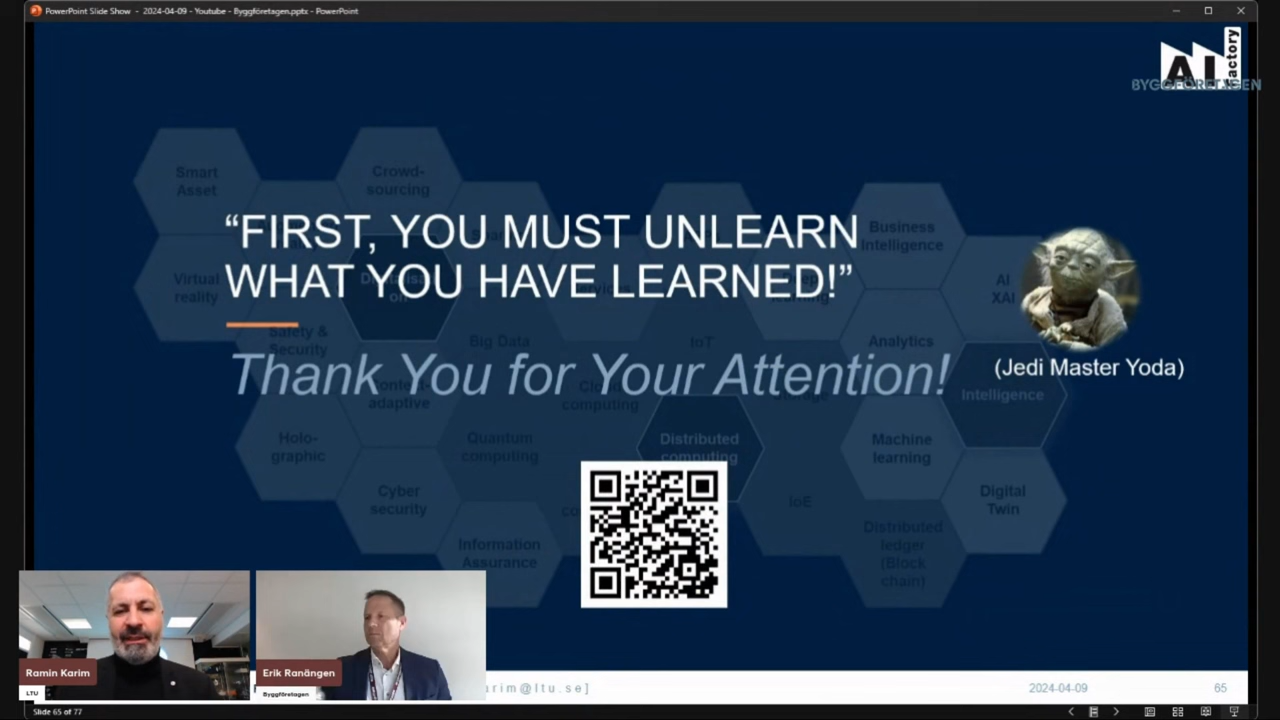 PowerPoint Slide Show - 2024-04-09 - Youtube - Byggföretagen.pptx - PowerPoint
AI
factory
BYGGFÖRETAGEN
Smart
Asset
Crowd-
sourcing
“FIRST, YOU MUST UNLEARN
WHAT YOU HAVE LEARNED!”
Business
Intelligence
Virtual
reality
AI
XAI
learning
Safety &
Security
Big Data
IoT
Analytics
Thank You for Your Attention!
(Jedi Master Yoda)
adaptive
computing
Intelligence
Holo-
graphic
Quantum
computing
Distributed
computing
Machine
learning
Cyber
security
IoE
Digital
Twin
Information
Assurance
Distributed
ledger
(Block
chain)
Ramin Karim
LTU
Erik Ranängen
Byggföretagen
arim@ltu.se]
2024-04-09
65
Slide 65 of 77